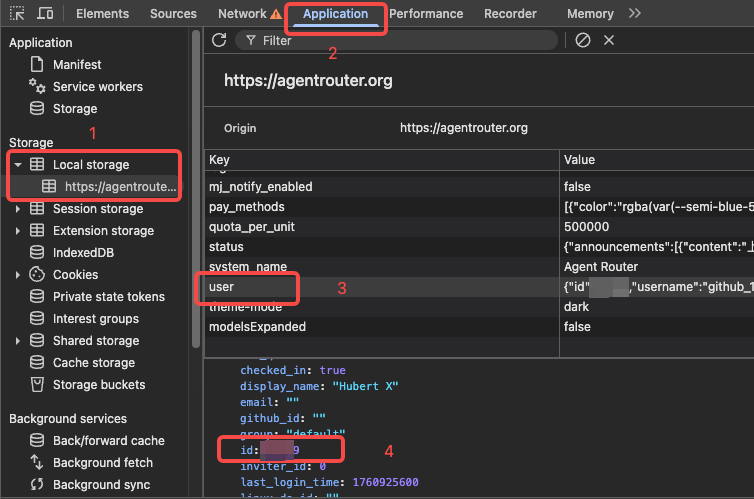 Elements Sources Network Application Performance Recorder Memory
Application
Manifest
Service workers
Storage
1
Storage
Local storage
https://agentroute...
Session storage
Extension storage
IndexedDB
Cookies
Private state tokens
Interest groups
Shared storage
Cache storage
Storage buckets
Background services
Back/forward cache
Background fetch
Background sync
Filter
2
https://agentrouter.org
Origin https://agentrouter.org
Key Value
mj_notify_enabled false
pay_methods [{"color":"rgba(var(--semi-blue-5
quota_per_unit 500000
status {"announcements":[{"content":"上
system_name Agent Router
user 3 {"id" ,"username":"github_1
theme-mode dark
modelsExpanded false
checked_in: true
display_name: "Hubert X"
email: ""
github_id: ""
group: "default"
id: 9 4
inviter_id: 0
last_login_time: 1760925600
linux_do_id: ""